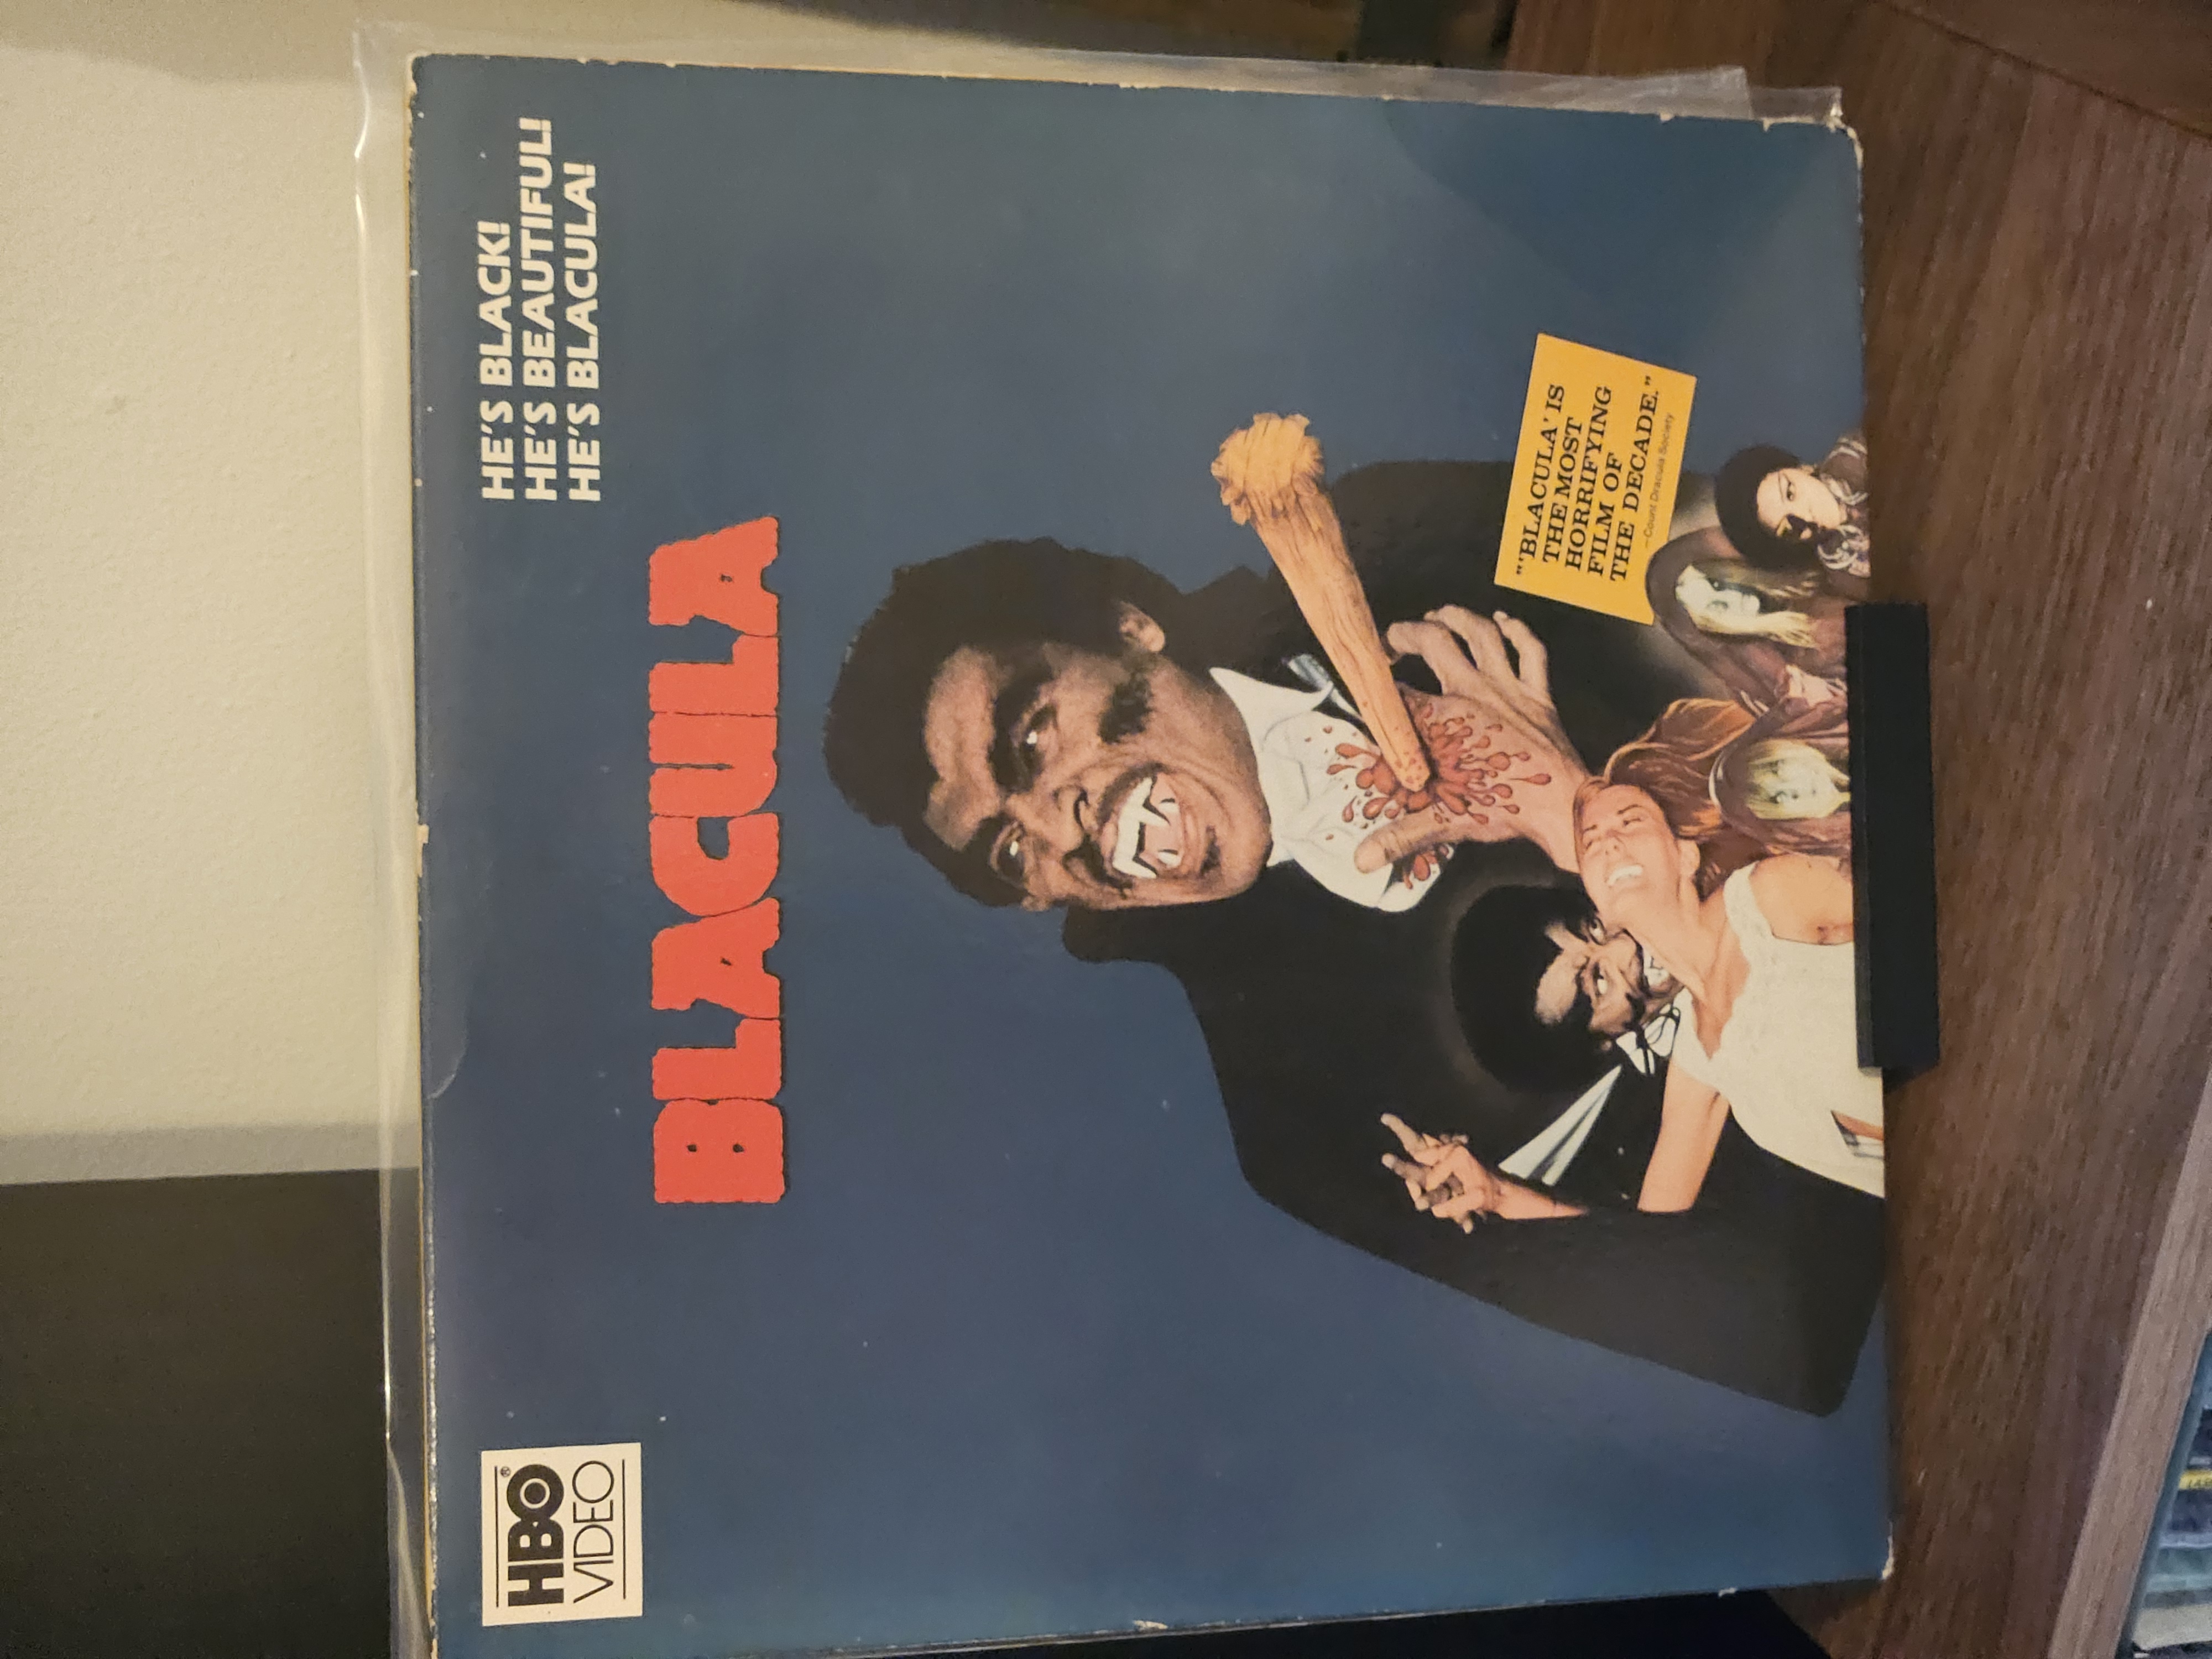 HBO®
VIDEO
HE'S BLACK!
HE'S BEAUTIFUL!
HE'S BLACULA!
BLACULA
"'BLACULA' IS
THE MOST
HORRIFYING
FILM OF
THE DECADE."
—Count Dracula Society